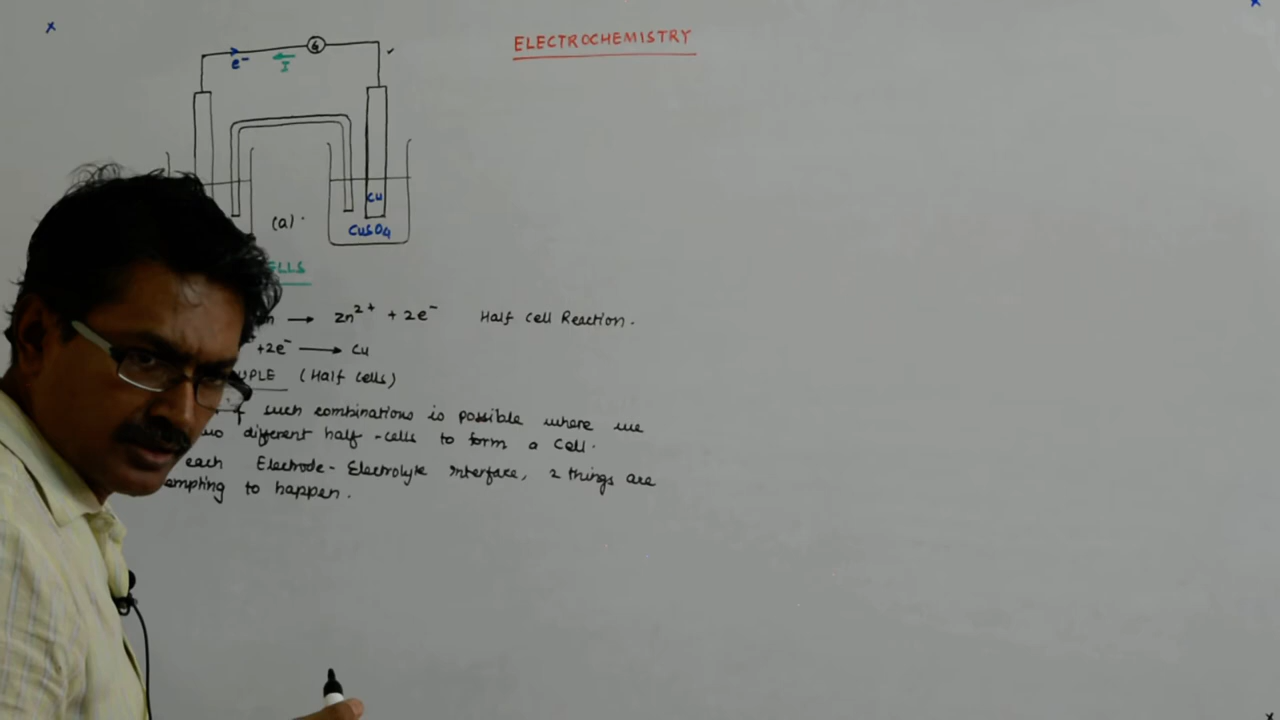 ELECTROCHEMISTRY
G
e⁻ I
Cu
(a).
CuSO4
ELLS
n → Zn²⁺ + 2e⁻ Half Cell Reaction.
+2e⁻ → Cu
UPLE (Half Cells)
such combinations is possible where we
different half-cells to form a cell.
each Electrode-Electrolyte interface, 2 things are
empting to happen.